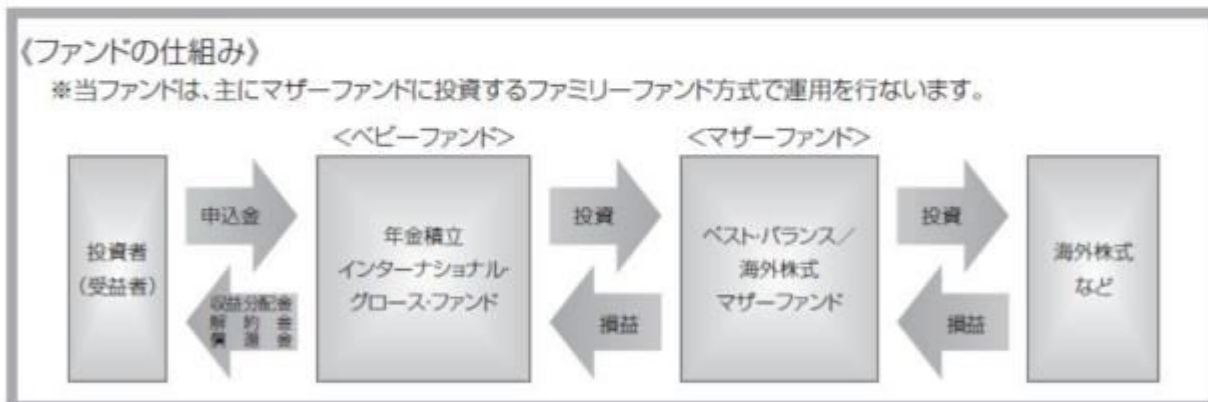 《ファンドの仕組み》
※当ファンドは、主にマザーファンドに投資するファミリーファンド方式で運用を行ないます。
<ベビーファンド>
<マザーファンド>
投資者
(受益者)
申込金
収益分配金
解約金
償還金
年金積立
インターナショナル・
グロース・ファンド
投資
損益
ベスト・バランス/
海外株式
マザーファンド
投資
損益
海外株式
など